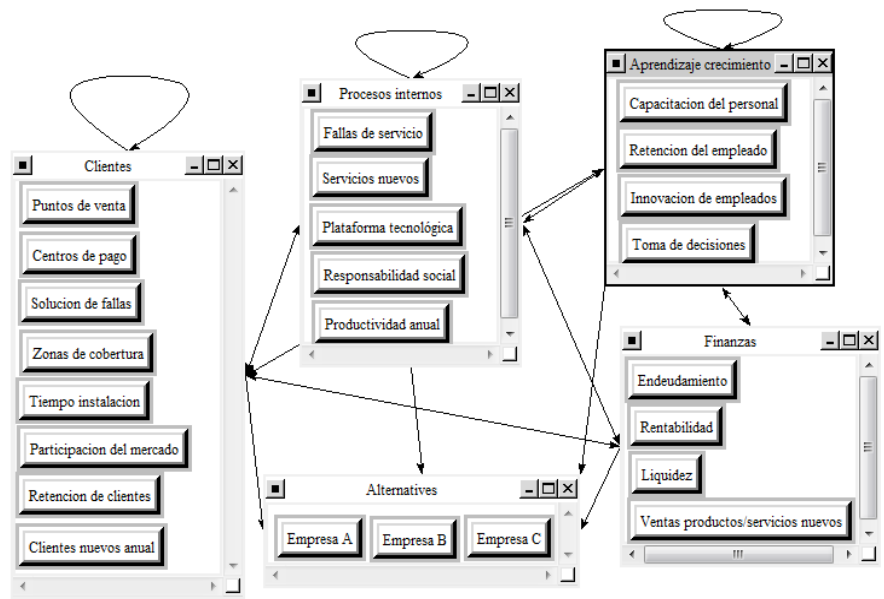 Clientes
Puntos de venta
Centros de pago
Solucion de fallas
Zonas de cobertura
Tiempo instalacion
Participacion del mercado
Retencion de clientes
Clientes nuevos anual
Procesos internos
Fallas de servicio
Servicios nuevos
Plataforma tecnológica
Responsabilidad social
Productividad anual
Aprendizaje crecimiento
Capacitacion del personal
Retencion del empleado
Innovacion de empleados
Toma de decisiones
Finanzas
Endeudamiento
Rentabilidad
Liquidez
Ventas productos/servicios nuevos
Alternatives
Empresa A
Empresa B
Empresa C